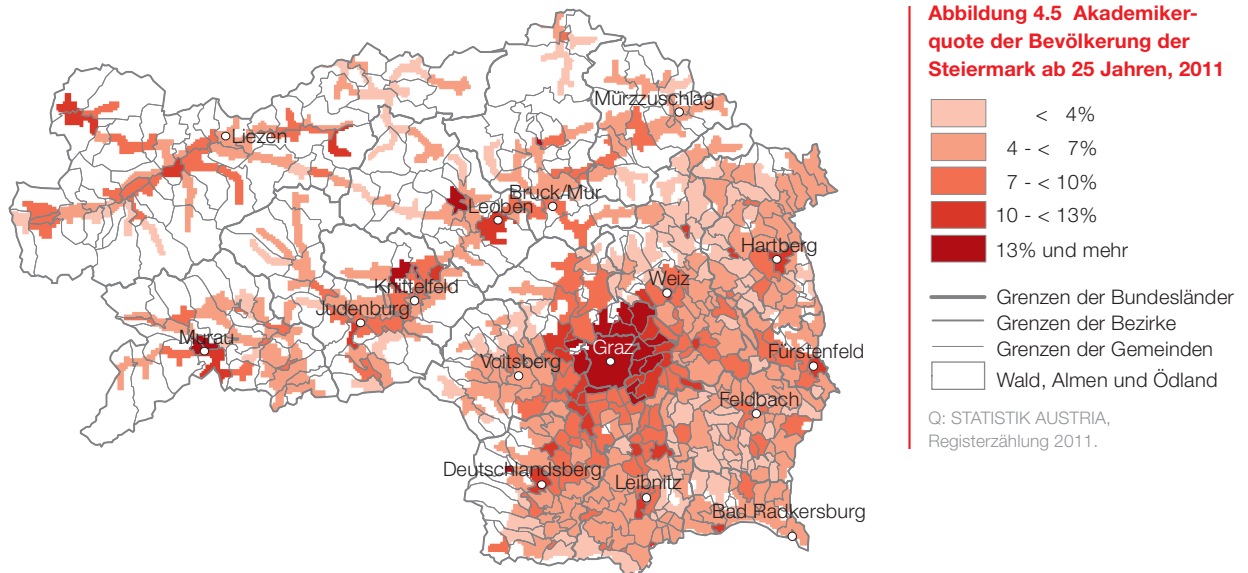 Abbildung 4.5 Akademiker-
quote der Bevölkerung der
Steiermark ab 25 Jahren, 2011
< 4%
4 - < 7%
7 - < 10%
10 - < 13%
13% und mehr
Grenzen der Bundesländer
Grenzen der Bezirke
Grenzen der Gemeinden
Wald, Almen und Ödland
Q: STATISTIK AUSTRIA,
Registerzählung 2011.
Mürzzuschlag
Liezen
Bruck/Mur
Leoben
Hartberg
Weiz
Knittelfeld
Judenburg
Murau
Graz
Voitsberg
Fürstenfeld
Feldbach
Deutschlandsberg
Leibnitz
Bad Radkersburg